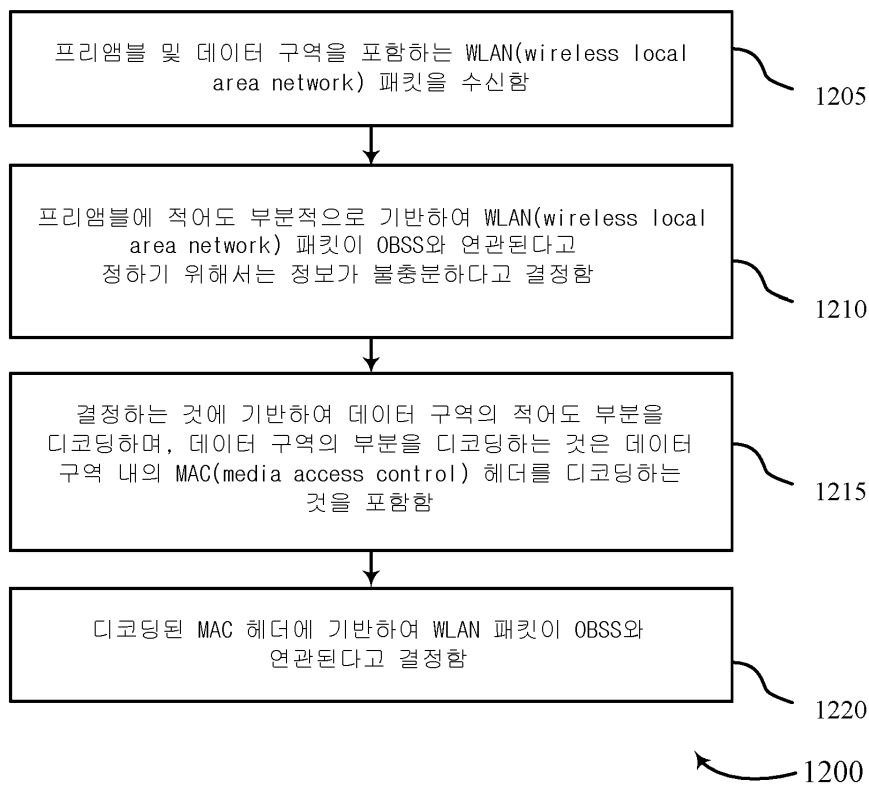 프리앰블 및 데이터 구역을 포함하는 WLAN(wireless local
area network) 패킷을 수신함
1205
프리앰블에 적어도 부분적으로 기반하여 WLAN(wireless local
area network) 패킷이 OBSS와 연관된다고
정하기 위해서는 정보가 불충분하다고 결정함
1210
결정하는 것에 기반하여 데이터 구역의 적어도 부분을
디코딩하며, 데이터 구역의 부분을 디코딩하는 것은 데이터
구역 내의 MAC(media access control) 헤더를 디코딩하는
것을 포함함
1215
디코딩된 MAC 헤더에 기반하여 WLAN 패킷이 OBSS와
연관된다고 결정함
1220
1200